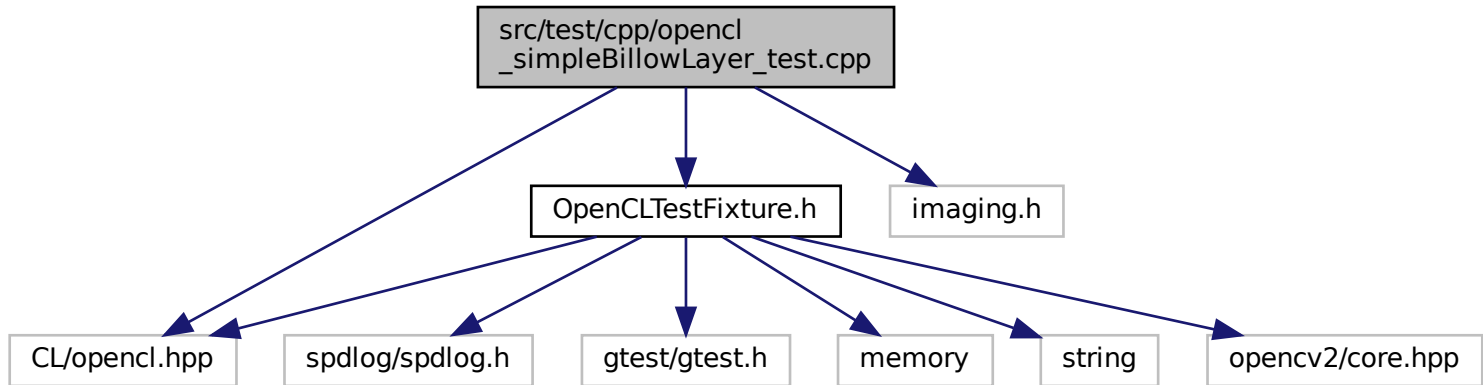 src/test/cpp/opencl
_simpleBillowLayer_test.cpp
OpenCLTestFixture.h
imaging.h
CL/opencl.hpp
spdlog/spdlog.h
gtest/gtest.h
memory
string
opencv2/core.hpp